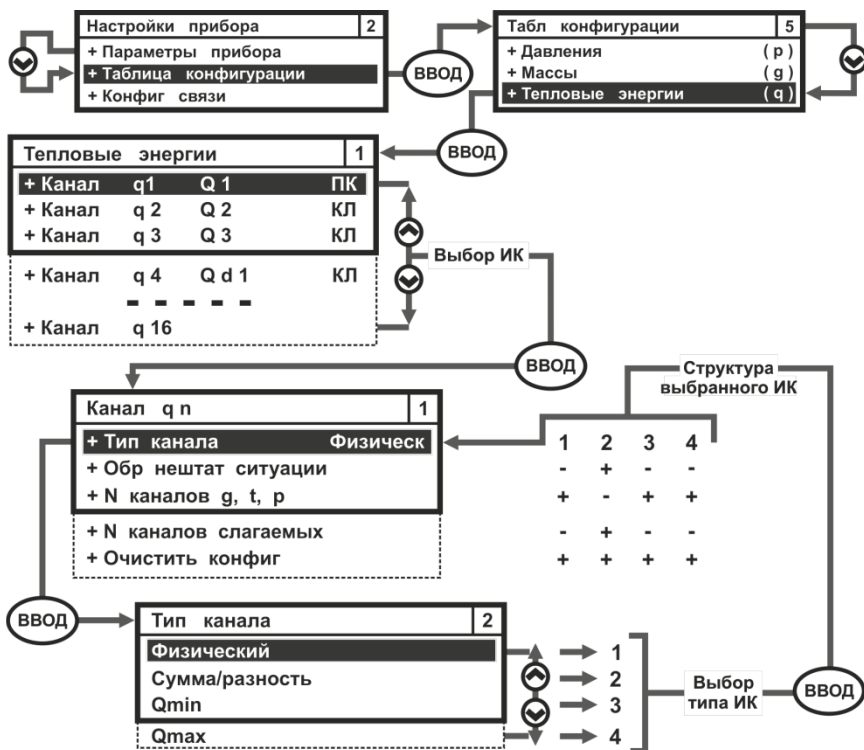 Настройки прибора 2
+ Параметры прибора
+ Таблица конфигурации
+ Конфиг связи
ВВОД
Табл конфигурации 5
+ Давления (p)
+ Массы (g)
+ Тепловые энергии (q)
ВВОД
Тепловые энергии 1
+ Канал q1 Q 1 ПК
+ Канал q 2 Q 2 КЛ
+ Канал q 3 Q 3 КЛ
+ Канал q 4 Q d 1 КЛ
- - - - -
+ Канал q 16
Выбор ИК
ВВОД
Структура
выбранного ИК
Канал q n 1
+ Тип канала Физическ
+ Обр нештат ситуации
+ N каналов g, t, p
+ N каналов слагаемых
+ Очистить конфиг
1 2 3 4
- + - -
+ - + +
- + - -
+ + + +
ВВОД
Тип канала 2
Физический
Сумма/разность
Qmin
Qmax
1
2
3
4
Выбор
типа ИК
ВВОД